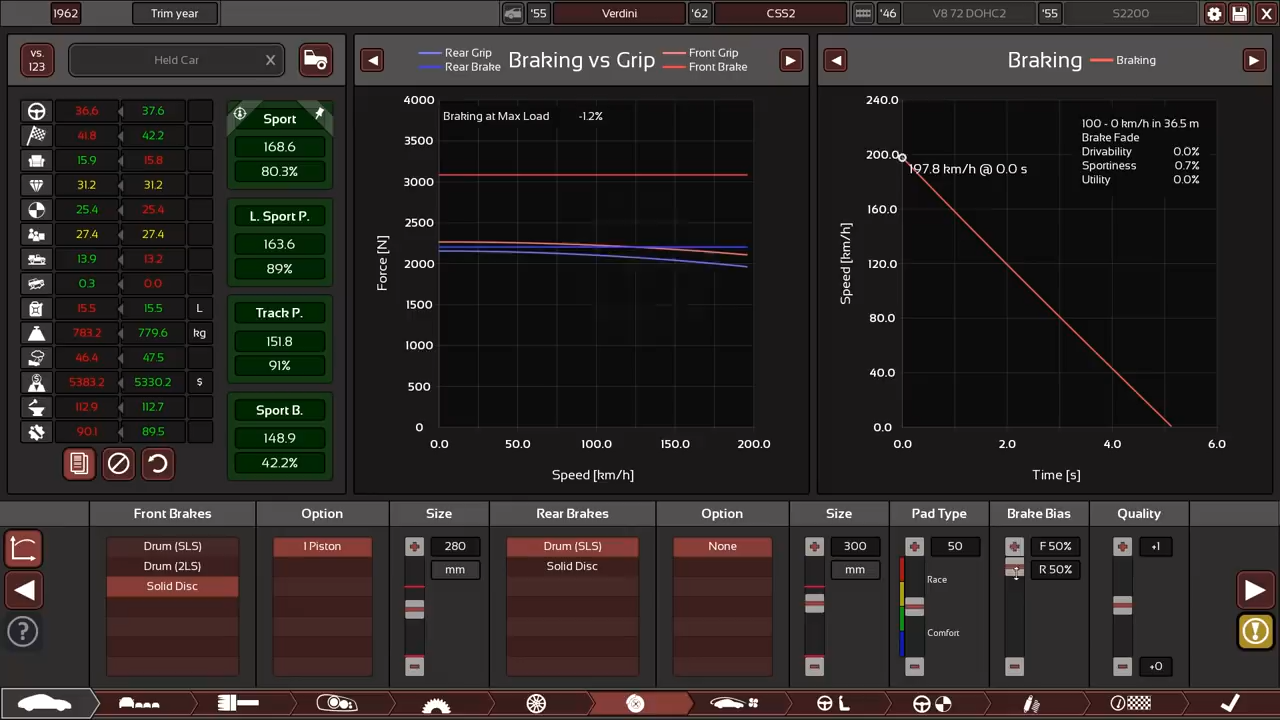 1962
Trim year
'55
Verdini
'62
CSS2
'46
V8 72 DOHC2
'55
S2200
vs.
123
Held Car
X
36.6 37.6
41.8 42.2
15.9 15.8
31.2 31.2
25.4 25.4
27.4 27.4
13.9 13.2
0.3 0.0
15.5 15.5 L
783.2 779.6 kg
46.4 47.5
5383.2 5330.2 $
112.9 112.7
90.1 89.5
Sport
168.6
80.3%
L. Sport P.
163.6
89%
Track P.
151.8
91%
Sport B.
148.9
42.2%
Rear Grip
Rear Brake
Braking vs Grip
Front Grip
Front Brake
Braking at Max Load -1.2%
4000
3500
3000
2500
2000
1500
1000
500
0
Force [N]
0.0 50.0 100.0 150.0 200.0
Speed [km/h]
Braking
Braking
240.0
200.0
160.0
120.0
80.0
40.0
0.0
Speed [km/h]
100 - 0 km/h in 36.5 m
Brake Fade
Drivability 0.0%
Sportiness 0.7%
Utility 0.0%
197.8 km/h @ 0.0 s
0.0 2.0 4.0 6.0
Time [s]
Front Brakes
Drum (SLS)
Drum (2LS)
Solid Disc
Option
1 Piston
Size
280
mm
Rear Brakes
Drum (SLS)
Solid Disc
Option
None
Size
300
mm
Pad Type
50
Race
Comfort
Brake Bias
F 50%
R 50%
Quality
+1
+0
?